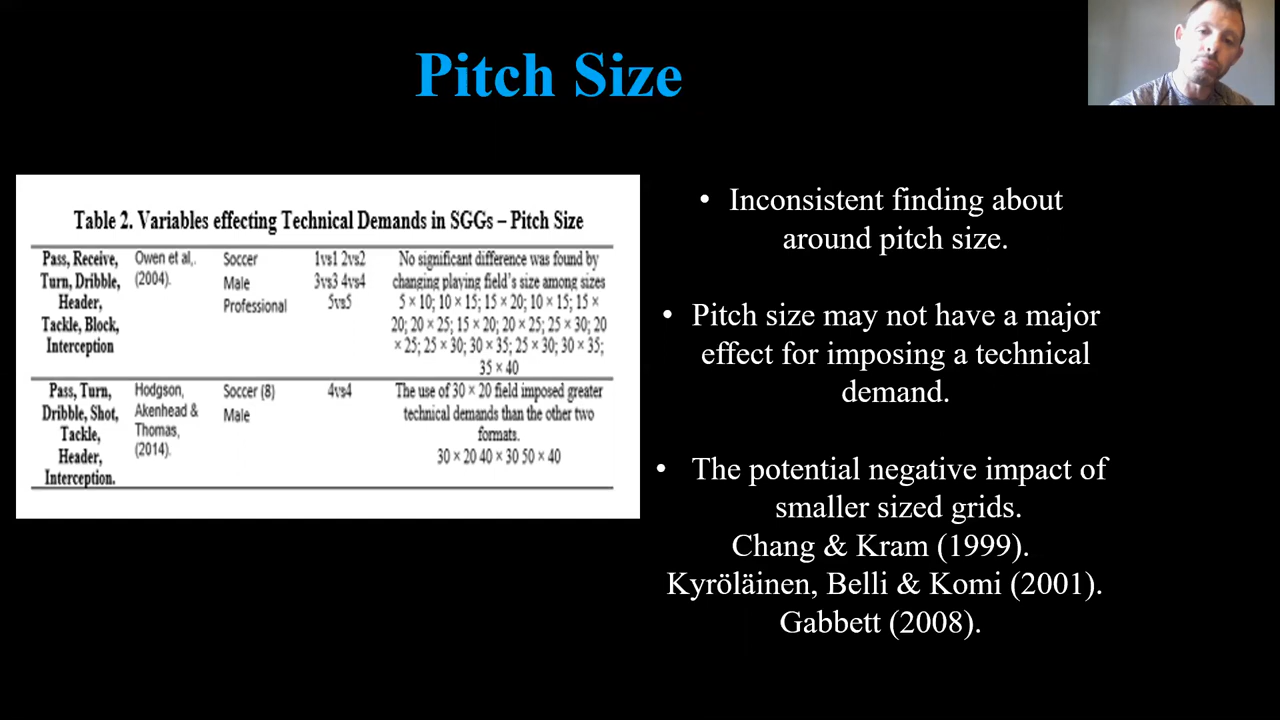 Pitch Size
Table 2. Variables effecting Technical Demands in SGGs – Pitch Size
Pass, Receive,
Turn, Dribble,
Header,
Tackle, Block,
Interception
Owen et al,.
(2004).
Soccer
Male
Professional
1vs1 2vs2
3vs3 4vs4
5vs5
No significant difference was found by
changing playing field's size among sizes
5 × 10; 10 × 15; 15 × 20; 10 × 15; 15 ×
20; 20 × 25; 15 × 20; 20 × 25; 25 × 30; 20
× 25; 25 × 30; 30 × 35; 25 × 30; 30 × 35;
35 × 40
Pass, Turn,
Dribble, Shot,
Tackle,
Header,
Interception.
Hodgson,
Akenhead &
Thomas,
(2014).
Soccer (8)
Male
4vs4
The use of 30 × 20 field imposed greater
technical demands than the other two
formats.
30 × 20 40 × 30 50 × 40
• Inconsistent finding about
around pitch size.
• Pitch size may not have a major
effect for imposing a technical
demand.
• The potential negative impact of
smaller sized grids.
Chang & Kram (1999).
Kyröläinen, Belli & Komi (2001).
Gabbett (2008).